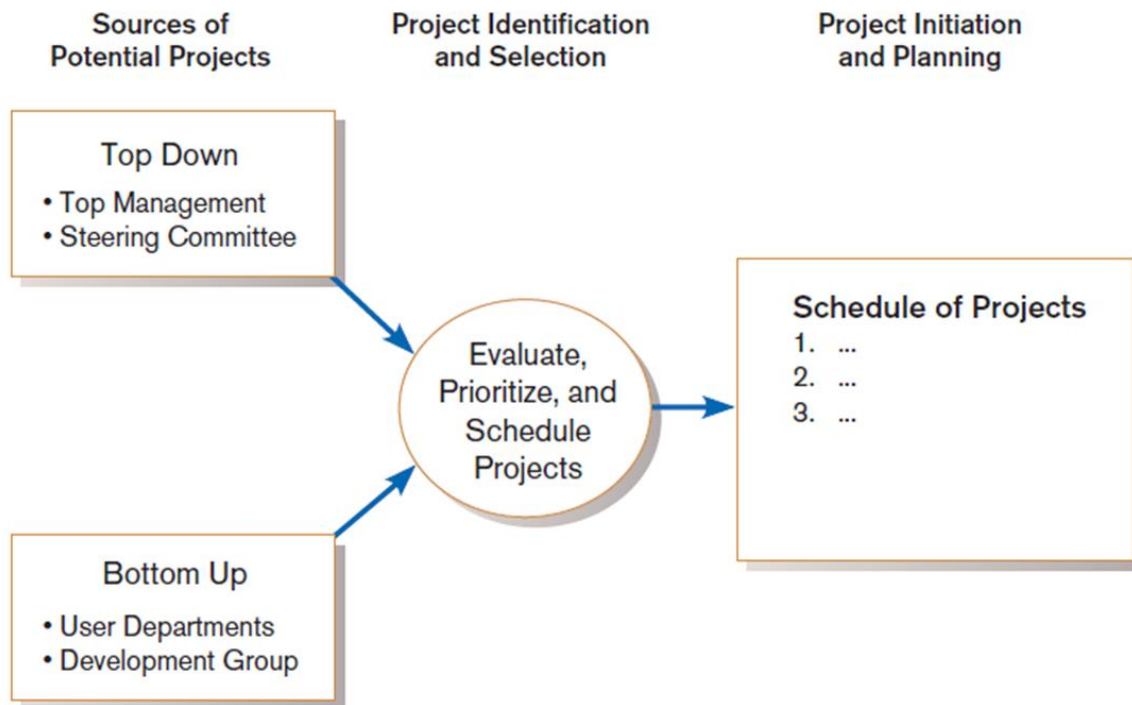 Sources of
Potential Projects
Project Identification
and Selection
Project Initiation
and Planning
Top Down
• Top Management
• Steering Committee
Evaluate,
Prioritize, and
Schedule
Projects
Schedule of Projects
1. ...
2. ...
3. ...
Bottom Up
• User Departments
• Development Group